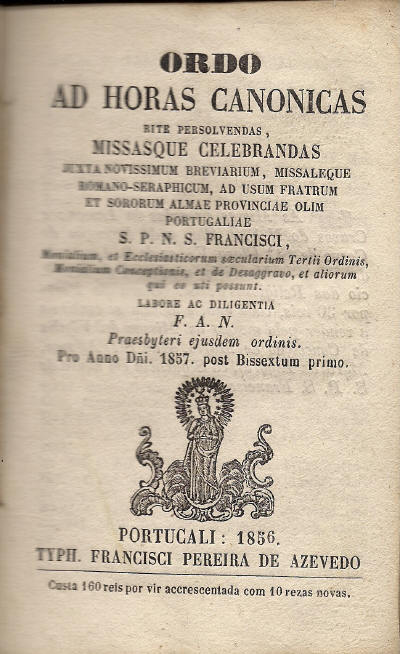 ORDO
AD HORAS CANONICAS
RITE PERSOLVENDAS,
MISSASQUE CELEBRANDAS
JUXTA NOVISSIMUM BREVIARIUM, MISSALEQUE
ROMANO-SERAPHICUM, AD USUM FRATRUM
ET SORORUM ALMAE PROVINCIAE OLIM
PORTUGALIAE
S. P. N. S. FRANCISCI,
Monialium, et Ecclesiasticorum sæcularium Tertii Ordinis,
Monialium Conceptionis, et de Desaggravo, et aliorum
qui eo uti possunt.
LABORE AC DILIGENTIA
F. A. N.
Praesbyteri ejusdem ordinis.
Pro Anno Dñi. 1857. post Bissextum primo.
PORTUCALI: 1856.
TYPH. FRANCISCI PEREIRA DE AZEVEDO
Custa 160 reis por vir accrescentada com 10 rezas novas.